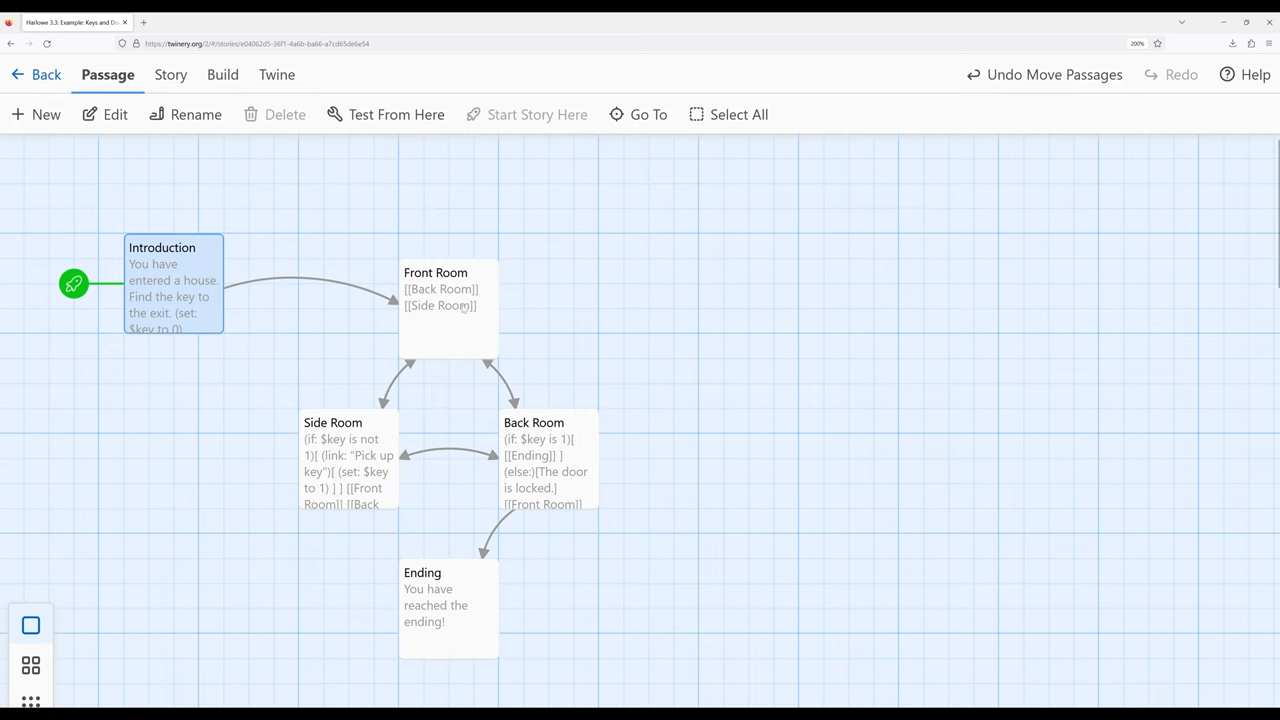 Harlowe 3.3: Example: Keys and Do
https://twinery.org/2/#/stories/e04062d5-36f1-4a6b-ba66-a7cd65de6e54
200%
Back
Passage
Story
Build
Twine
Undo Move Passages
Redo
Help
New
Edit
Rename
Delete
Test From Here
Start Story Here
Go To
Select All
Introduction
You have
entered a house.
Find the key to
the exit. (set:
$key to 0)
Front Room
[[Back Room]]
[[Side Room]]
Side Room
(if: $key is not
1)[ (link: "Pick up
key")[ (set: $key
to 1) ] ] [[Front
Room]] [[Back
Back Room
(if: $key is 1)[
[[Ending]] ]
(else:)[The door
is locked.]
[[Front Room]]
Ending
You have
reached the
ending!